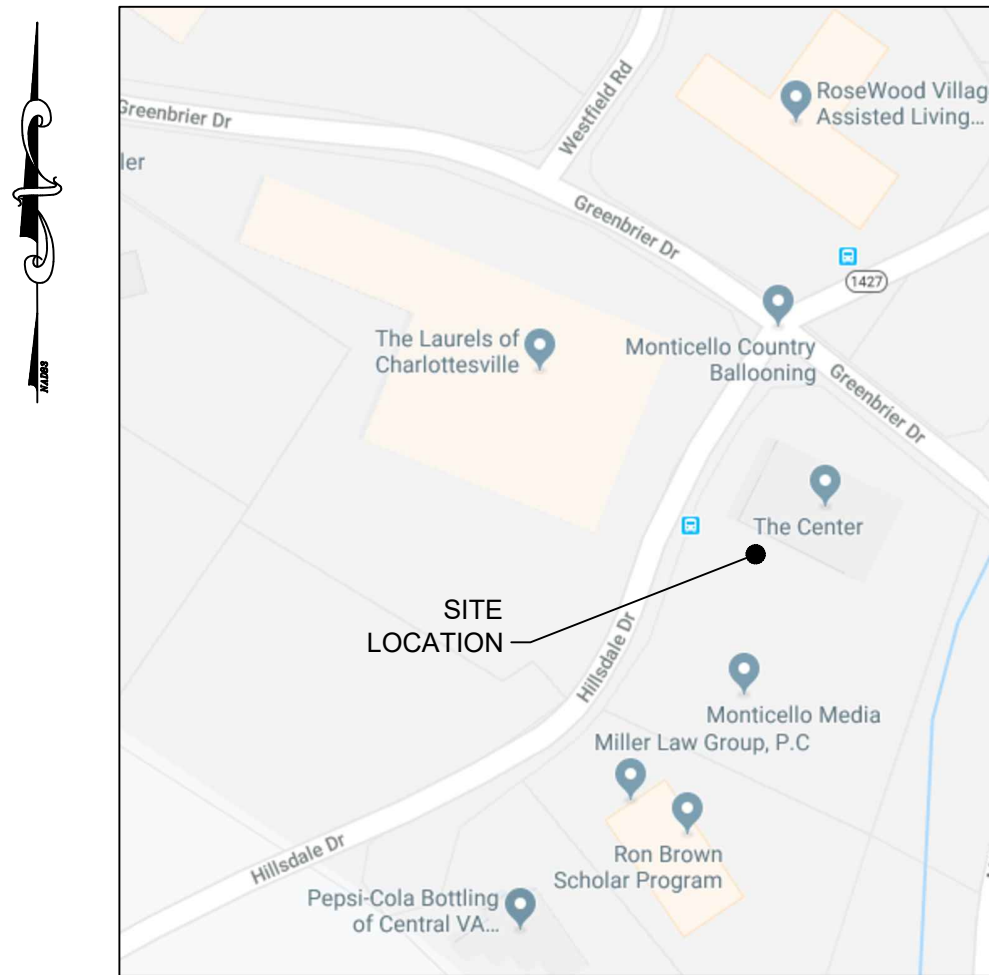 Westfield Rd
RoseWood Villag
Assisted Living...
Greenbrier Dr
ler
Greenbrier Dr
1427
The Laurels of
Charlottesville
Monticello Country
Ballooning
NAD83
Greenbrier Dr
The Center
SITE
LOCATION
Hillsdale Dr
Monticello Media
Miller Law Group, P.C
Hillsdale Dr
Ron Brown
Scholar Program
Pepsi-Cola Bottling
of Central VA...